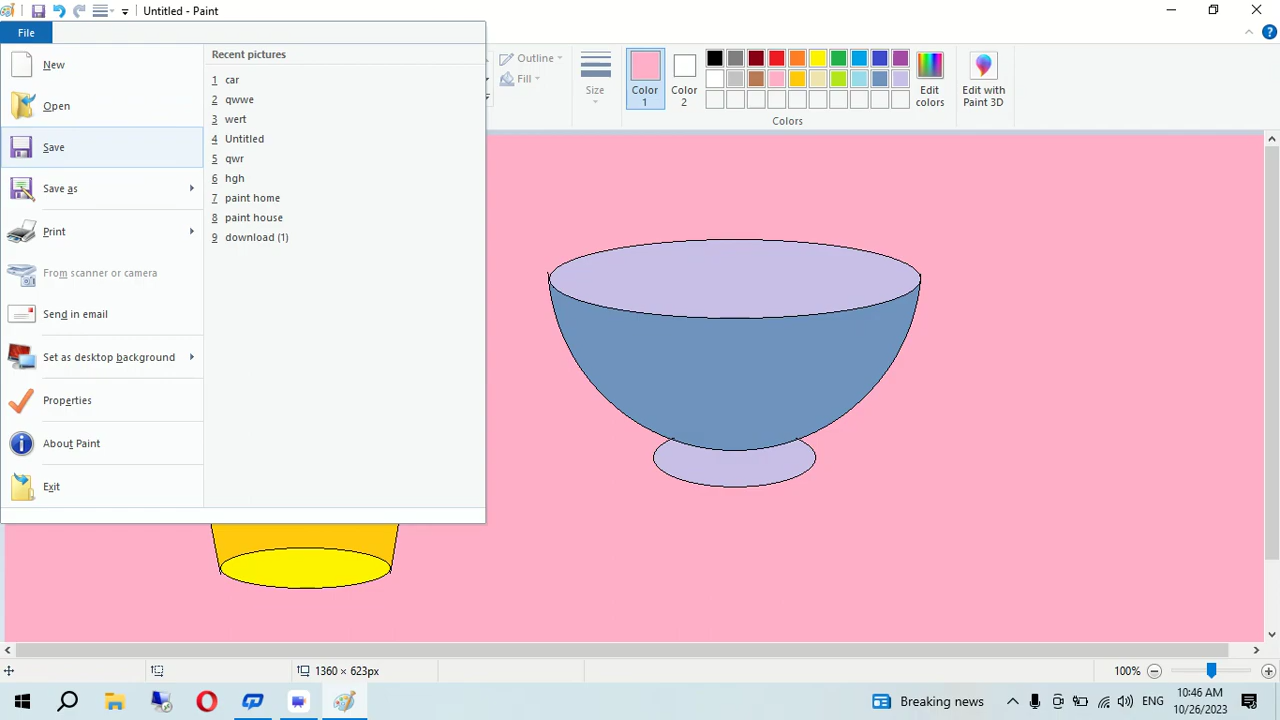 Untitled - Paint
File
New
Open
Save
Save as
Print
From scanner or camera
Send in email
Set as desktop background
Properties
About Paint
Exit
Recent pictures
1 car
2 qwwe
3 wert
4 Untitled
5 qwr
6 hgh
7 paint home
8 paint house
9 download (1)
Outline
Fill
Size
Color 1
Color 2
Edit colors
Edit with Paint 3D
Colors
1360 × 623px
100%
Breaking news
ENG
10:46 AM
10/26/2023